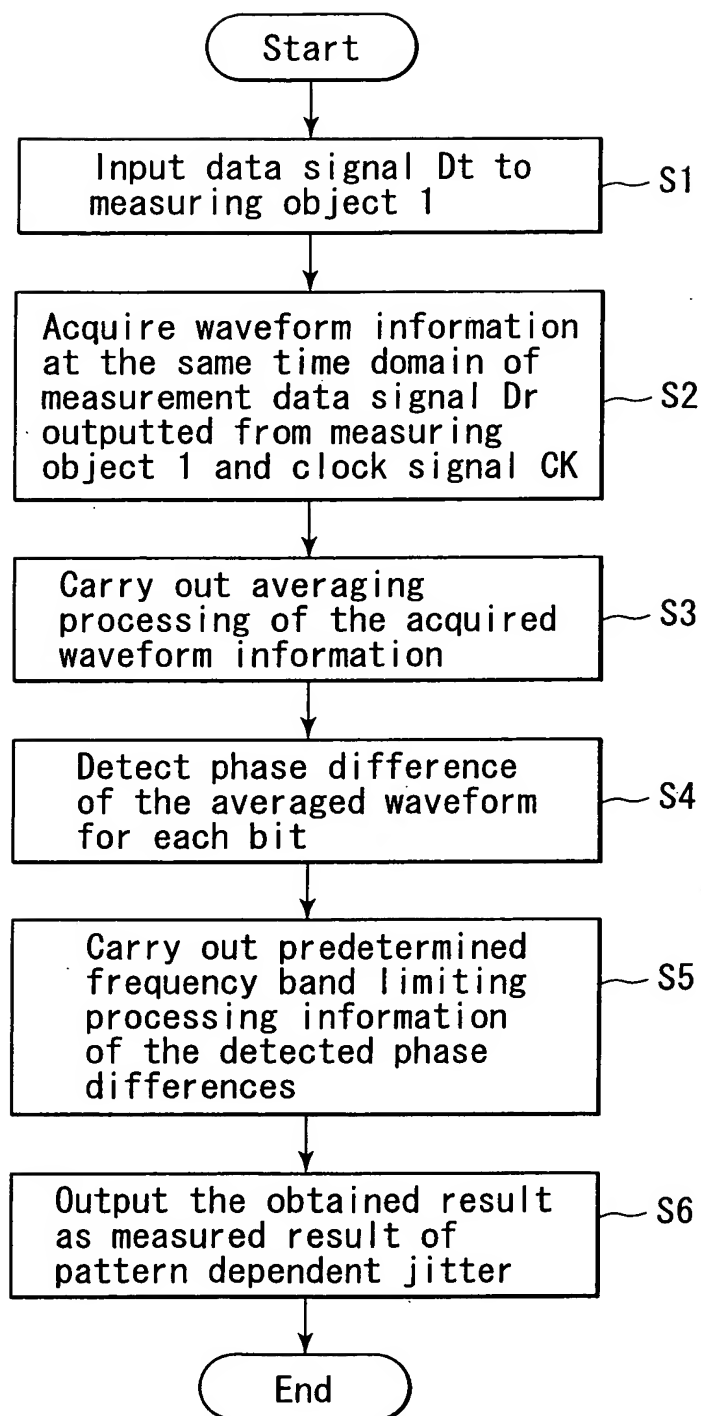 Start
Input data signal Dt to
measuring object 1
S1
Acquire waveform information
at the same time domain of
measurement data signal Dr
outputted from measuring
object 1 and clock signal CK
S2
Carry out averaging
processing of the acquired
waveform information
S3
Detect phase difference
of the averaged waveform
for each bit
S4
Carry out predetermined
frequency band limiting
processing information
of the detected phase
differences
S5
Output the obtained result
as measured result of
pattern dependent jitter
S6
End